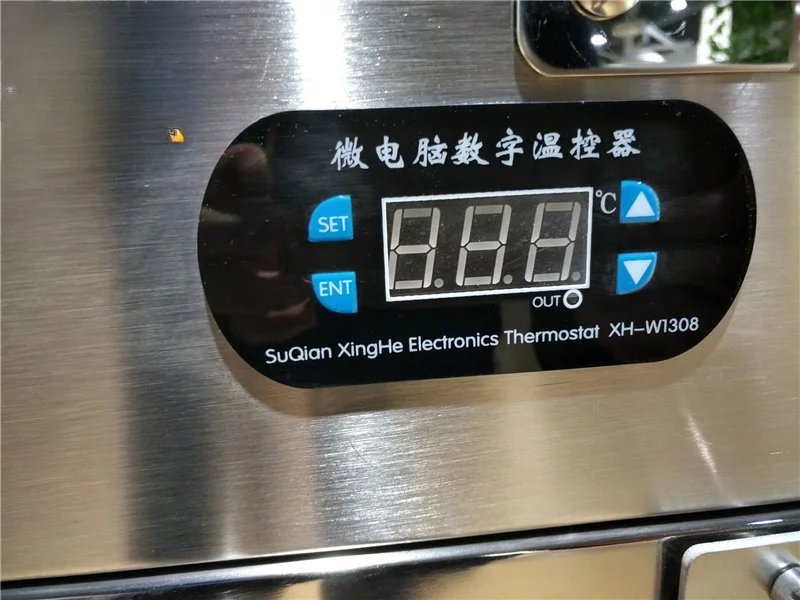 微电脑数字温控器
SET
℃
ENT
OUT
SuQian XingHe Electronics Thermostat XH-W1308